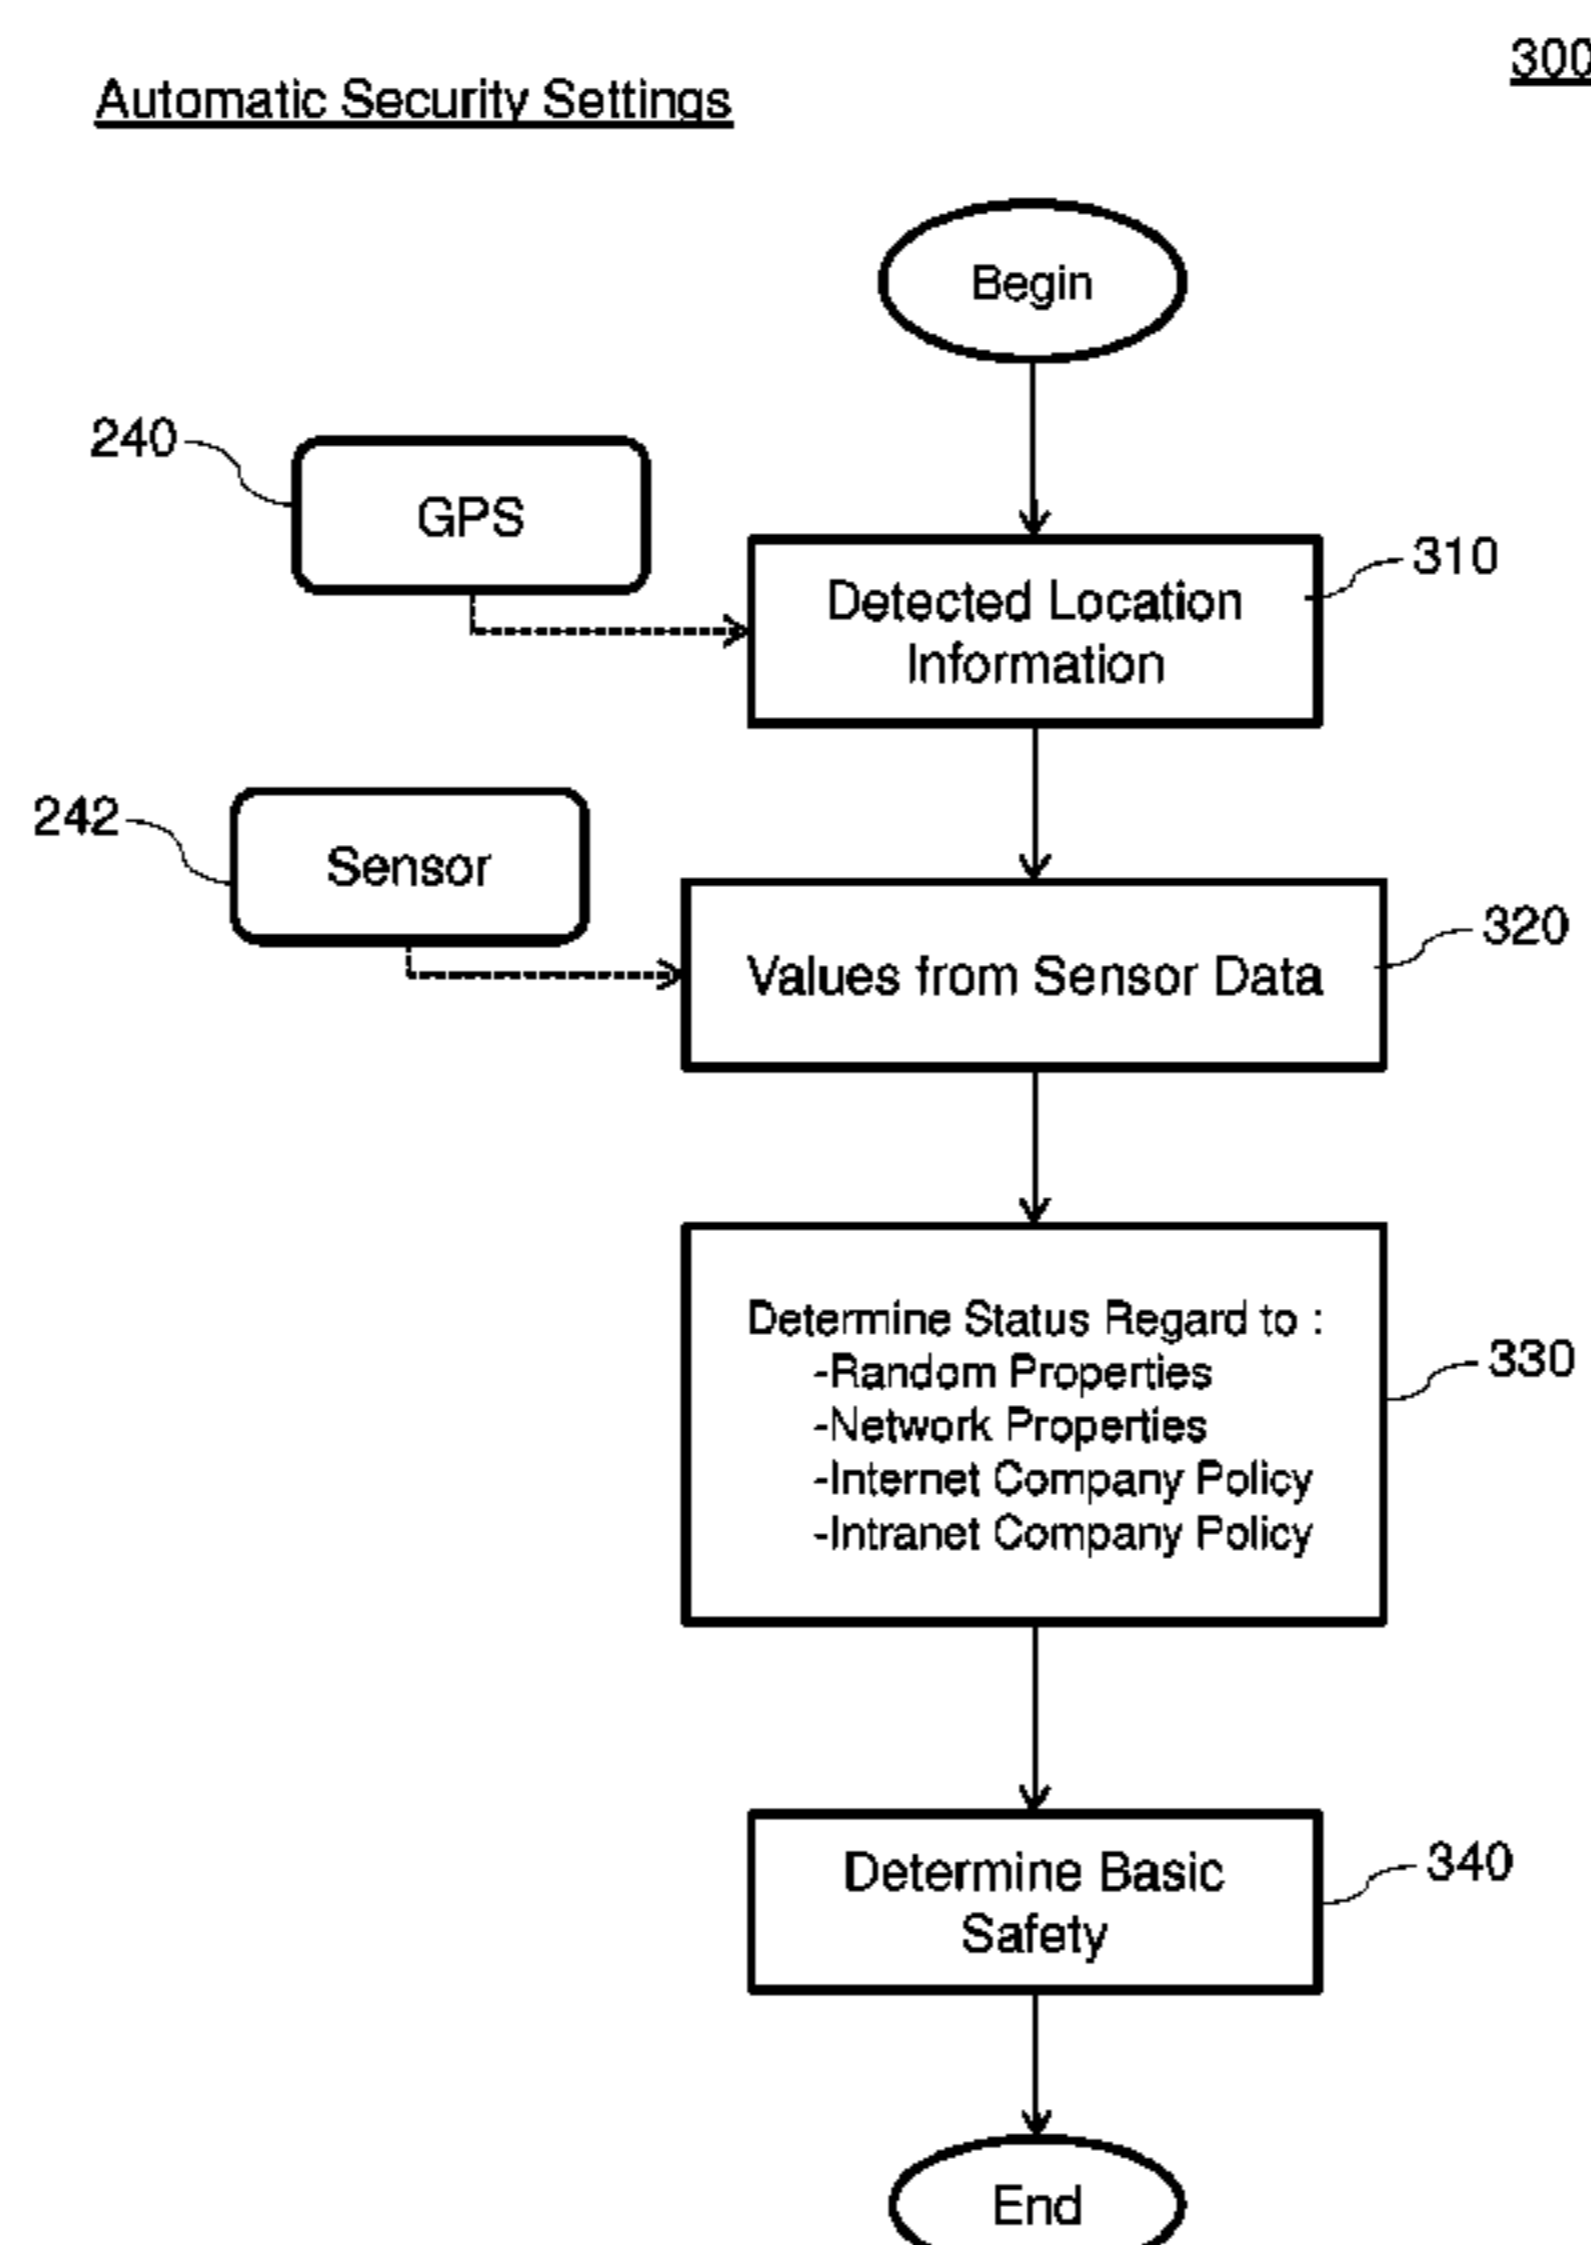 300
Automatic Security Settings
Begin
240
GPS
310
Detected Location
Information
242
Sensor
320
Values from Sensor Data
Determine Status Regard to :
-Random Properties
330
-Network Properties
-Internet Company Policy
-Intranet Company Policy
340
Determine Basic
Safety
End